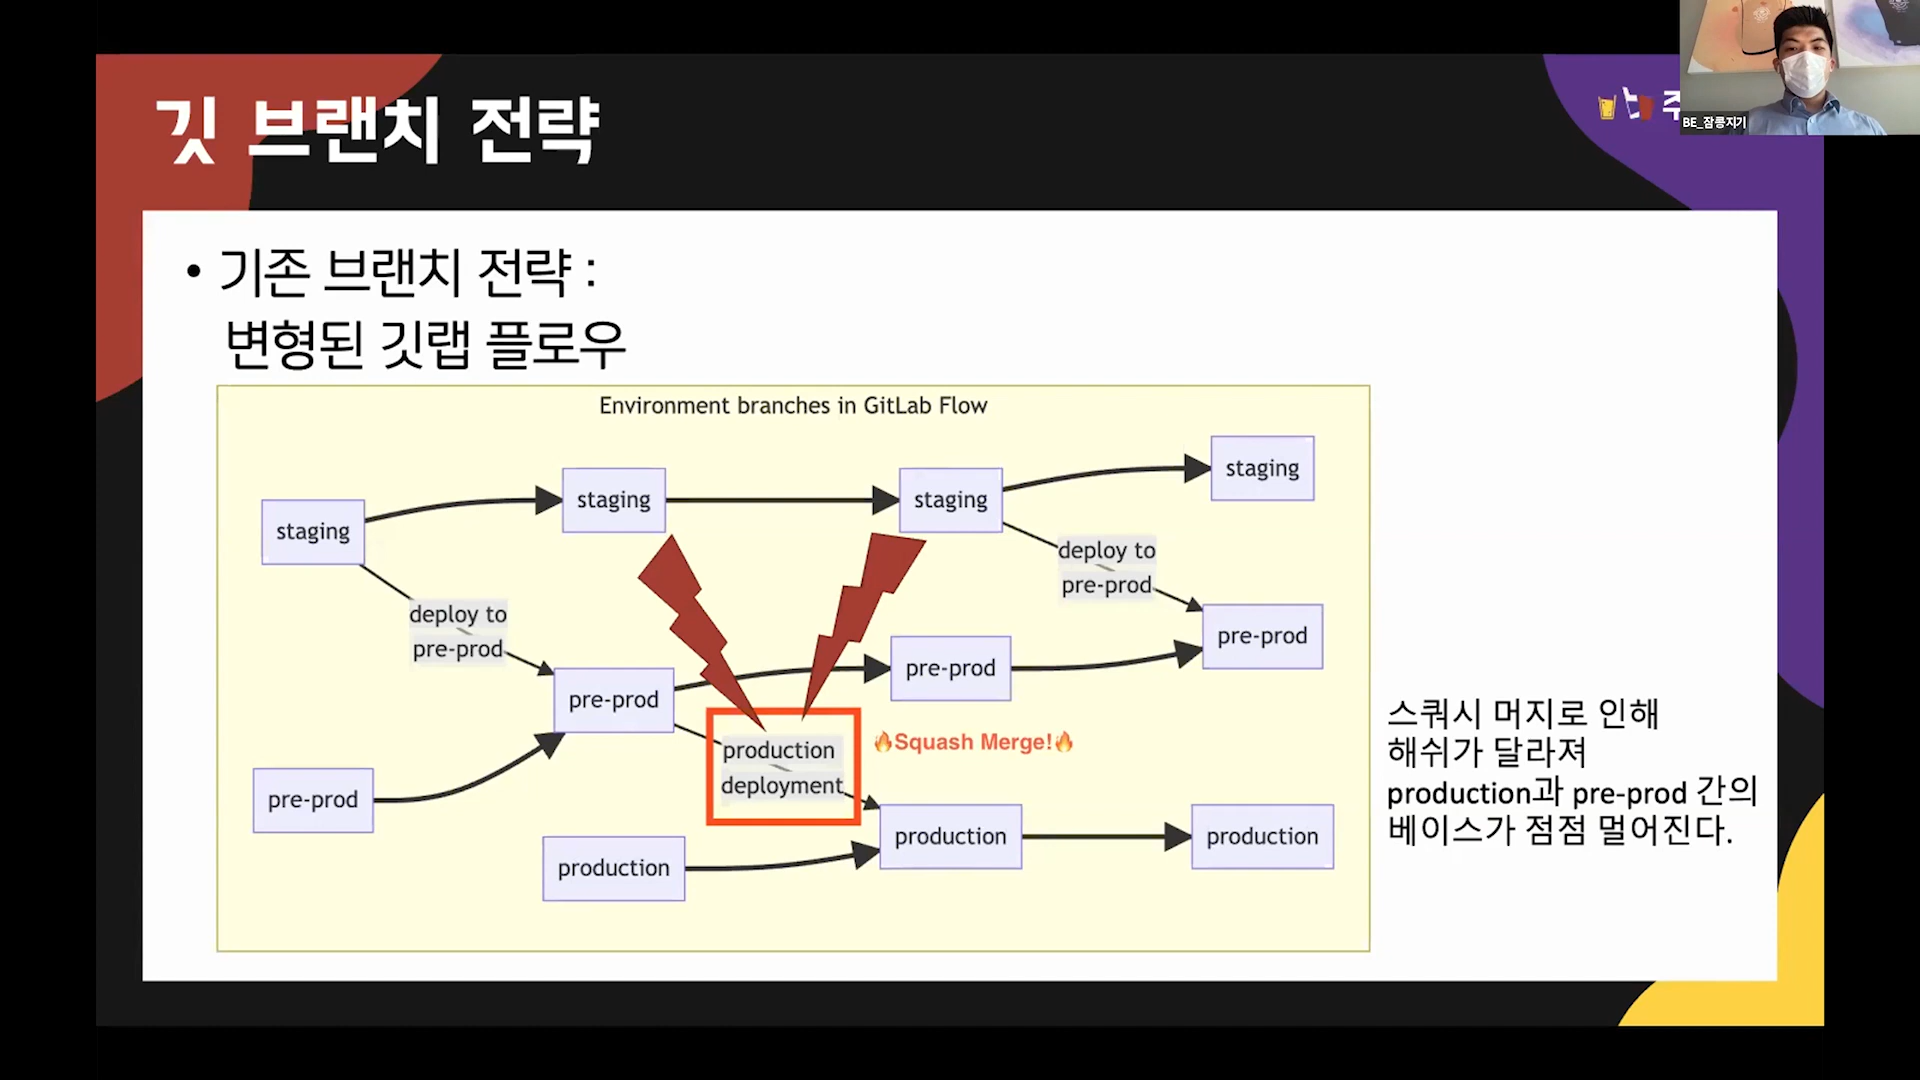 깃 브랜치 전략
BE_잠릉지기
• 기존 브랜치 전략 :
변형된 깃랩 플로우
Environment branches in GitLab Flow
staging
staging
staging
staging
deploy to
pre-prod
deploy to
pre-prod
pre-prod
pre-prod
pre-prod
pre-prod
production
deployment
🔥Squash Merge!🔥
production
production
production
스쿼시 머지로 인해
해쉬가 달라져
production과 pre-prod 간의
베이스가 점점 멀어진다.